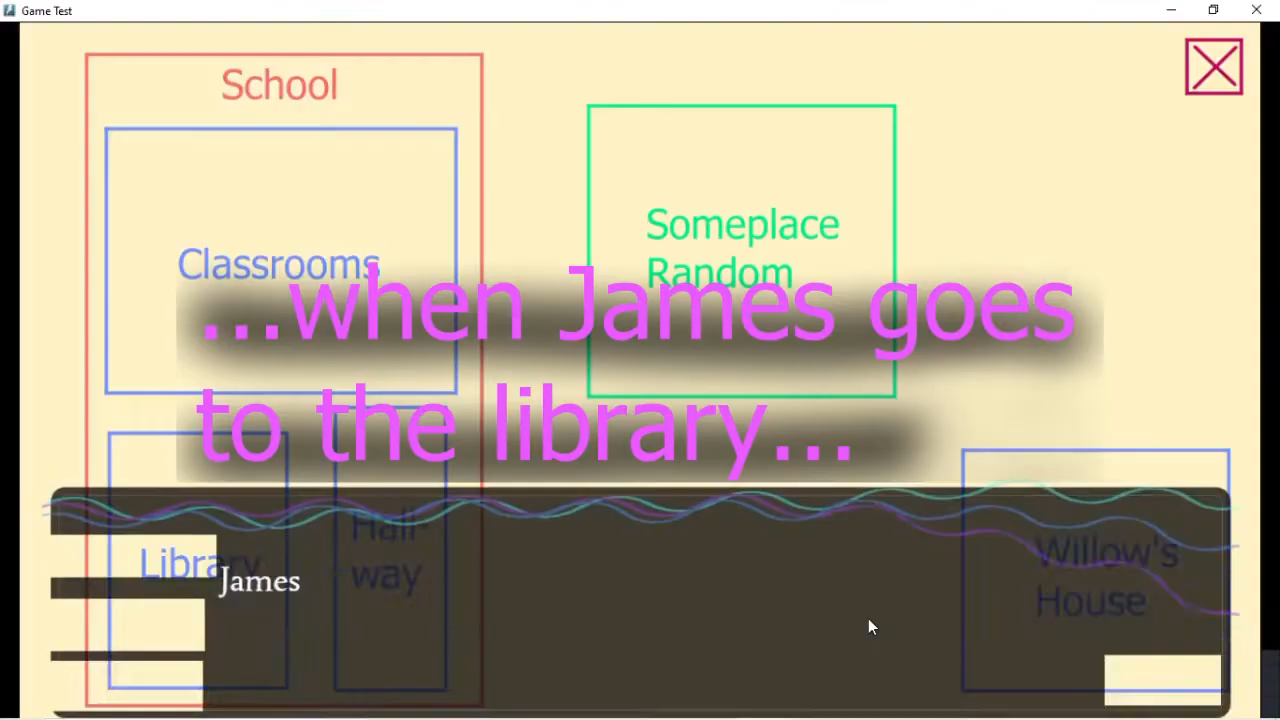 Game Test
School
Classrooms
Someplace
Random
...when James goes
to the library...
Library
Hall-
way
James
Willow's
House